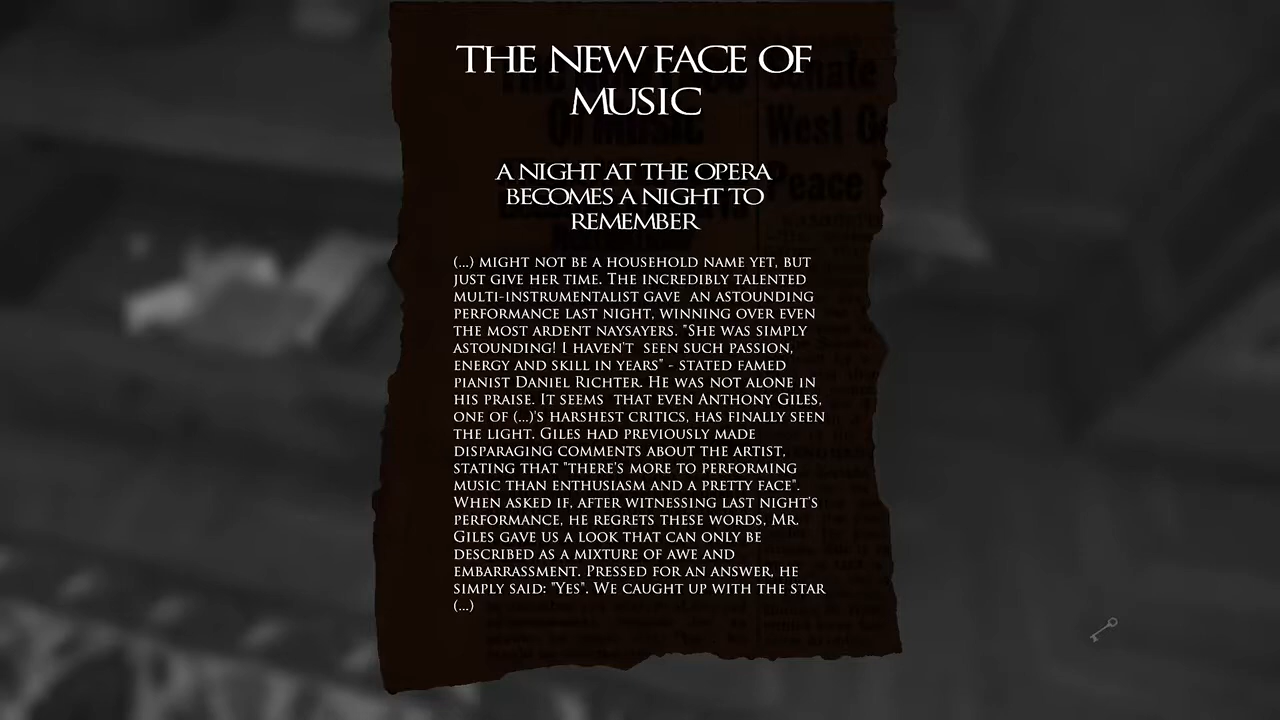 THE NEW FACE OF
MUSIC
A NIGHT AT THE OPERA
BECOMES A NIGHT TO
REMEMBER
(...) MIGHT NOT BE A HOUSEHOLD NAME YET, BUT
JUST GIVE HER TIME. THE INCREDIBLY TALENTED
MULTI-INSTRUMENTALIST GAVE  AN ASTOUNDING
PERFORMANCE LAST NIGHT, WINNING OVER EVEN
THE MOST ARDENT NAYSAYERS. "SHE WAS SIMPLY
ASTOUNDING! I HAVEN'T  SEEN SUCH PASSION,
ENERGY AND SKILL IN YEARS" - STATED FAMED
PIANIST DANIEL RICHTER. HE WAS NOT ALONE IN
HIS PRAISE. IT SEEMS  THAT EVEN ANTHONY GILES,
ONE OF (...)'S HARSHEST CRITICS, HAS FINALLY SEEN
THE LIGHT. GILES HAD PREVIOUSLY MADE
DISPARAGING COMMENTS ABOUT THE ARTIST,
STATING THAT "THERE'S MORE TO PERFORMING
MUSIC THAN ENTHUSIASM AND A PRETTY FACE".
WHEN ASKED IF, AFTER WITNESSING LAST NIGHT'S
PERFORMANCE, HE REGRETS THESE WORDS, MR.
GILES GAVE US A LOOK THAT CAN ONLY BE
DESCRIBED AS A MIXTURE OF AWE AND
EMBARRASSMENT. PRESSED FOR AN ANSWER, HE
SIMPLY SAID: "YES". WE CAUGHT UP WITH THE STAR
(...)
West
Peace